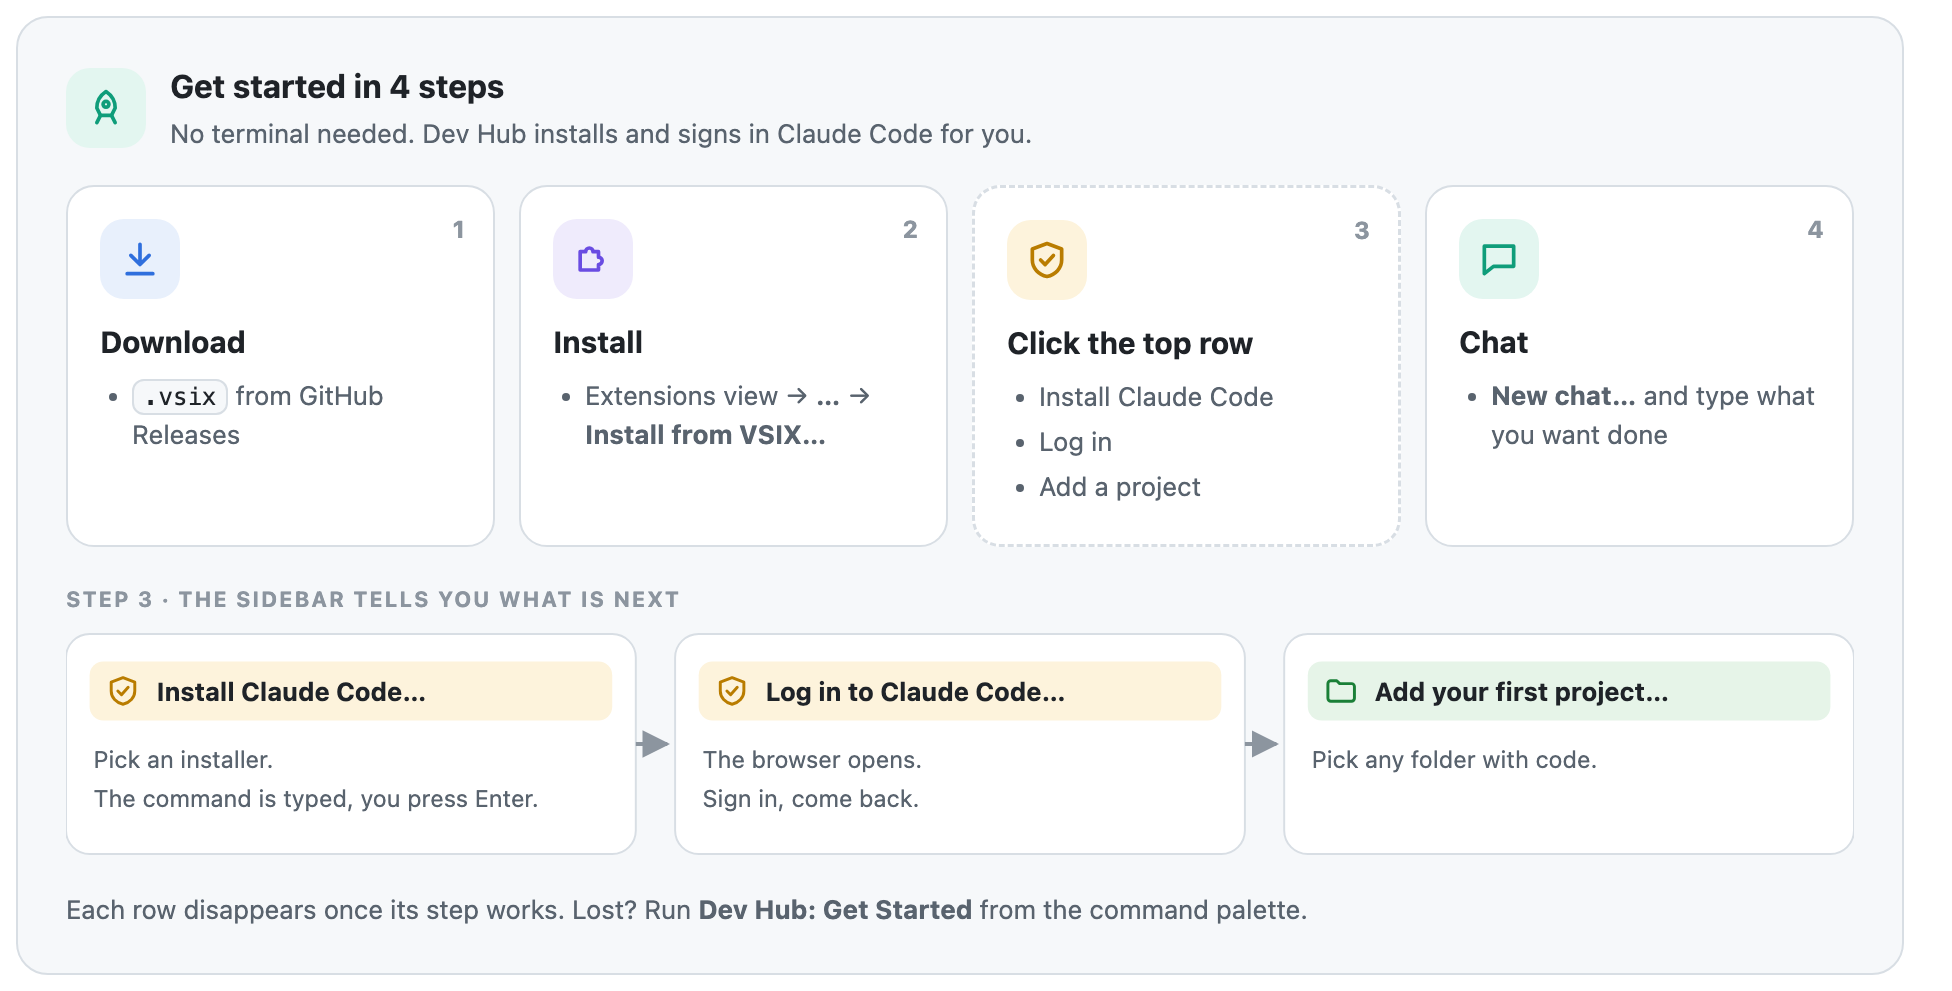 Get started in 4 steps
No terminal needed. Dev Hub installs and signs in Claude Code for you.
1
Download
• .vsix from GitHub
Releases
2
Install
• Extensions view → ... →
Install from VSIX...
3
Click the top row
• Install Claude Code
• Log in
• Add a project
4
Chat
• New chat... and type what
you want done
STEP 3 · THE SIDEBAR TELLS YOU WHAT IS NEXT
Install Claude Code...
Pick an installer.
The command is typed, you press Enter.
Log in to Claude Code...
The browser opens.
Sign in, come back.
Add your first project...
Pick any folder with code.
Each row disappears once its step works. Lost? Run Dev Hub: Get Started from the command palette.